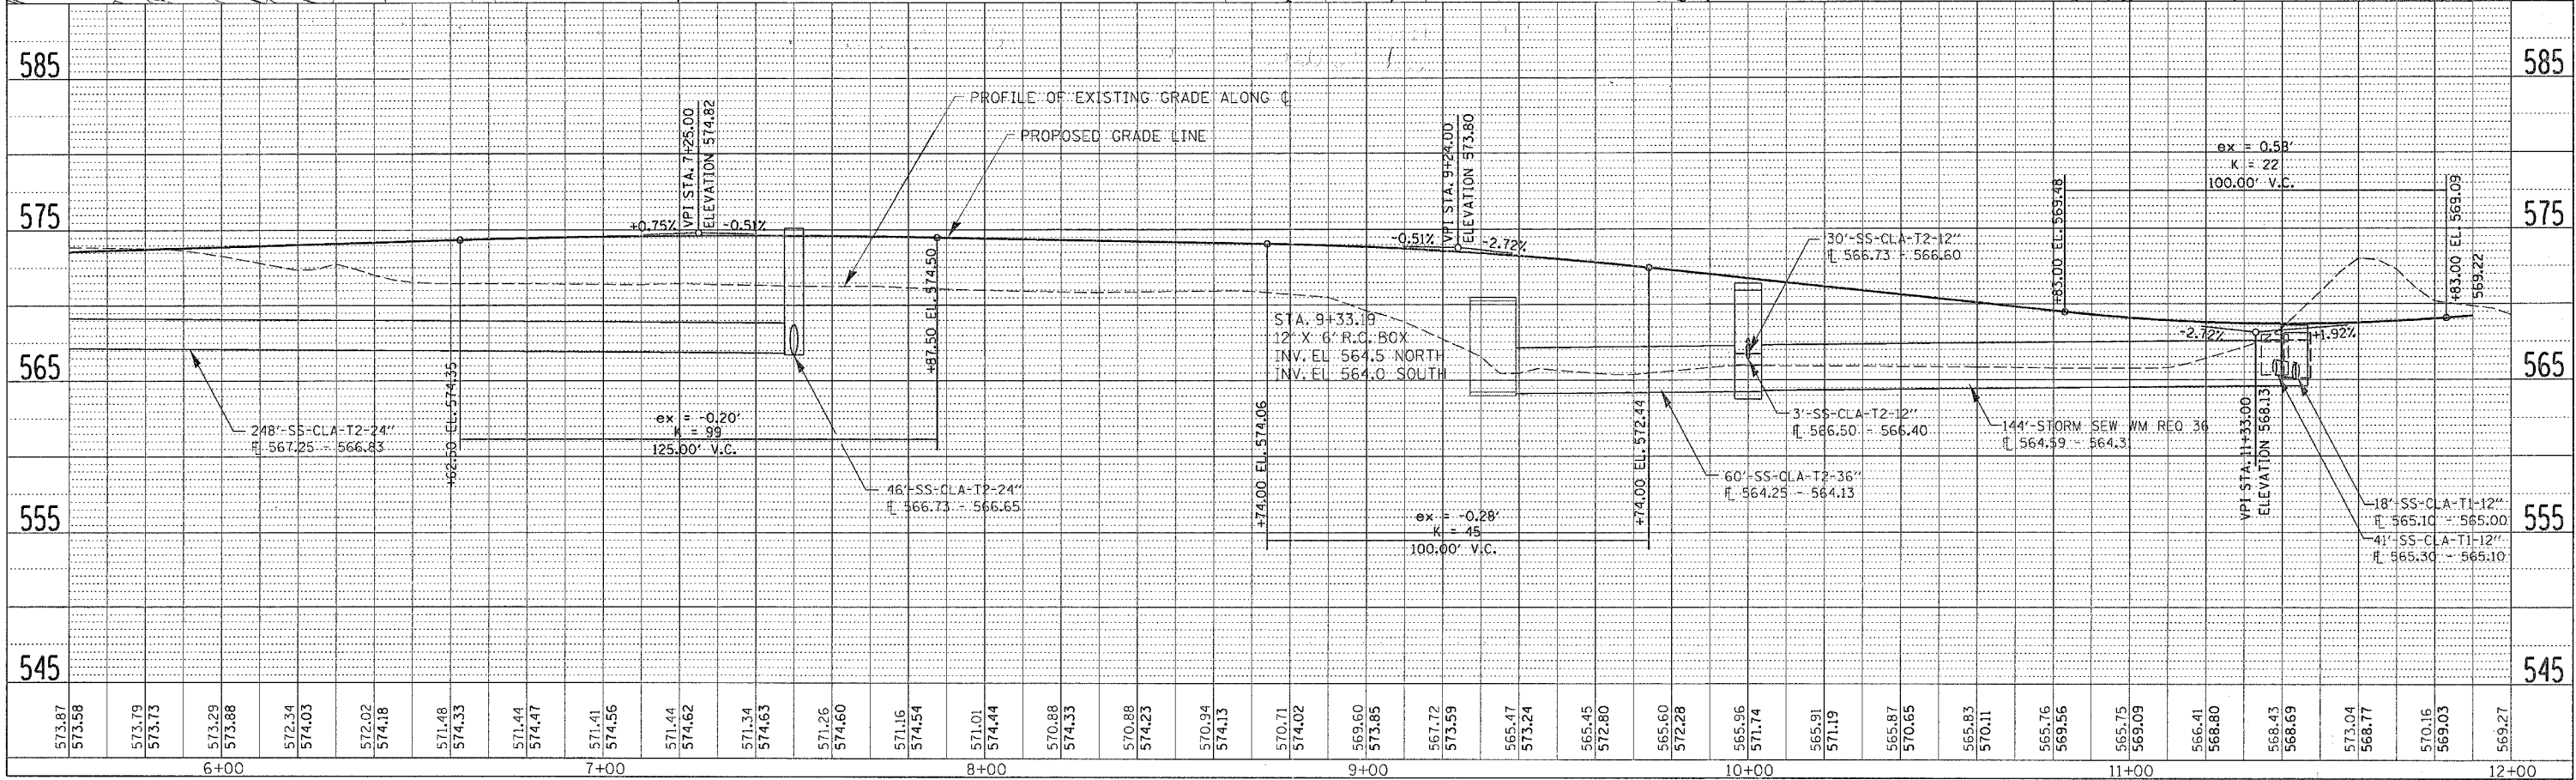 585
585
PROFILE OF EXISTING GRADE ALONG ℄
PROPOSED GRADE LINE
VPI STA. 7+25.00
ELEVATION 574.82
+0.75%
-0.51%
VPI STA. 9+24.00
ELEVATION 573.80
-0.51%
-2.72%
ex = 0.58'
K = 22
100.00' V.C.
+83.00 EL. 569.48
+83.00 EL. 569.09
569.22
575
575
30'-SS-CLA-T2-12"
FL 566.73 - 566.60
+62.50 EL. 574.35
+87.50 EL. 574.50
STA. 9+33.19
12' X 6' R.C. BOX
INV. EL 564.5 NORTH
INV. EL 564.0 SOUTH
-2.72%
+1.92%
565
565
ex = -0.20'
K = 99
125.00' V.C.
248'-SS-CLA-T2-24"
FL 567.25 - 566.83
46'-SS-CLA-T2-24"
FL 566.73 - 566.65
+74.00 EL. 574.06
+74.00 EL. 572.44
3'-SS-CLA-T2-12"
FL 566.50 - 566.40
144'-STORM SEW WM REQ 36
FL 564.59 - 564.31
60'-SS-CLA-T2-36"
FL 564.25 - 564.13
VPI STA. 11+33.00
ELEVATION 568.13
18'-SS-CLA-T1-12"
FL 565.10 - 565.00
41'-SS-CLA-T1-12"
FL 565.30 - 565.10
ex = -0.28'
K = 45
100.00' V.C.
555
555
545
545
573.87 573.79 573.29 572.34 572.02 571.48 571.44 571.41 571.44 571.34 571.26 571.16 571.01 570.88 570.88 570.94 570.71 569.60 567.72 565.47 565.45 565.60 565.96 565.91 565.87 565.83 565.76 565.75 566.41 568.43 573.04 570.16 569.27
573.58 573.73 573.88 574.03 574.18 574.33 574.47 574.56 574.62 574.63 574.60 574.54 574.44 574.33 574.23 574.13 574.02 573.85 573.59 573.24 572.80 572.28 571.74 571.19 570.65 570.11 569.56 569.09 568.80 568.69 568.77 569.03
6+00 7+00 8+00 9+00 10+00 11+00 12+00